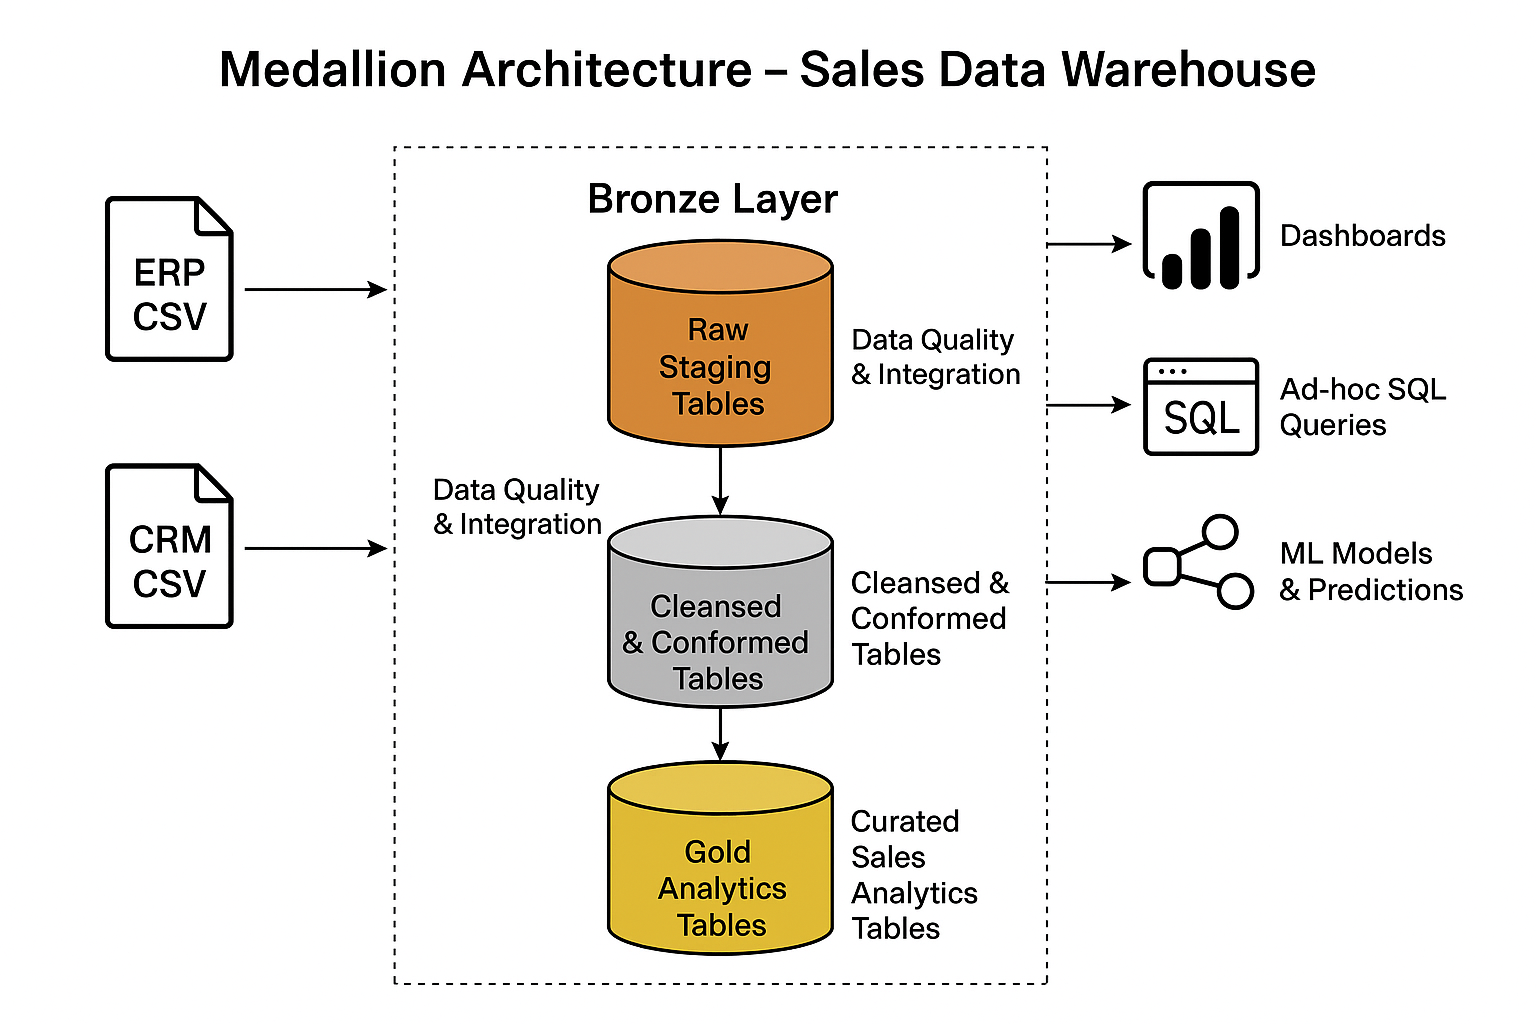 Medallion Architecture – Sales Data Warehouse
ERP
CSV
CRM
CSV
Bronze Layer
Raw
Staging
Tables
Data Quality
& Integration
Data Quality
& Integration
Cleansed
& Conformed
Tables
Cleansed &
Conformed
Tables
Gold
Analytics
Tables
Curated
Sales
Analytics
Tables
Dashboards
SQL
Ad-hoc SQL
Queries
ML Models
& Predictions